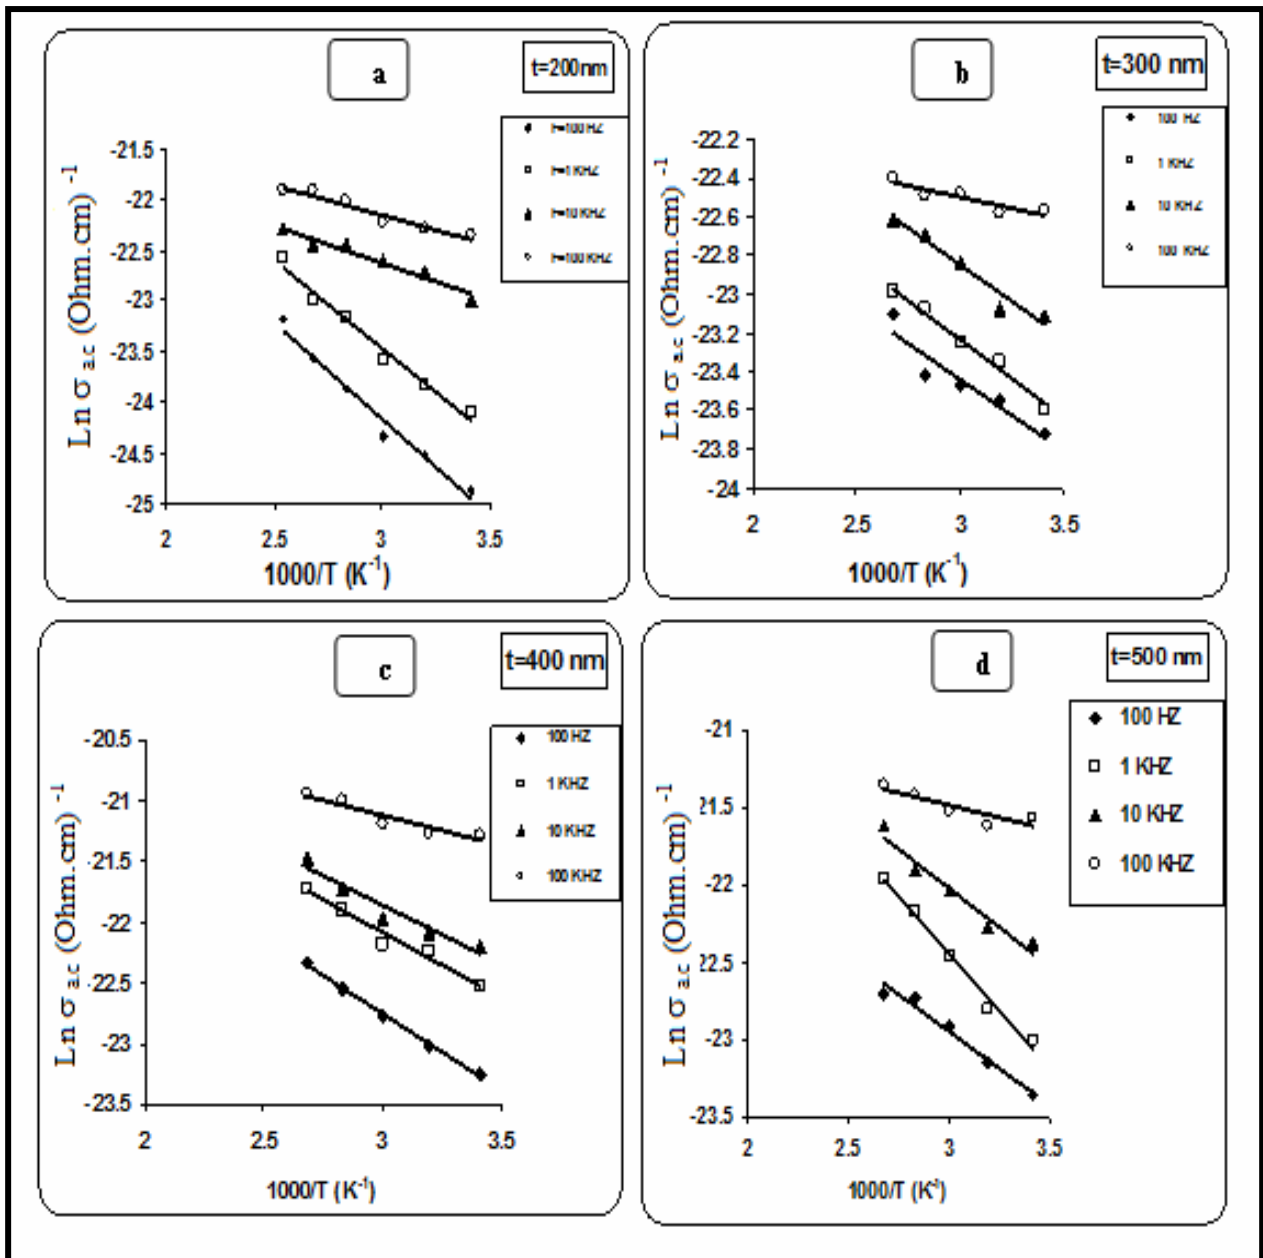 a
t=200nm
F=100 HZ
F=1 KHZ
F=10 KHZ
F=100 KHZ
Ln σ a.c (Ohm.cm) -1
-21.5
-22
-22.5
-23
-23.5
-24
-24.5
-25
2 2.5 3 3.5
1000/T (K-1)
b
t=300 nm
100 HZ
1 KHZ
10 KHZ
100 KHZ
Ln σ a.c (Ohm.cm) -1
-22.2
-22.4
-22.6
-22.8
-23
-23.2
-23.4
-23.6
-23.8
-24
2 2.5 3 3.5
1000/T (K-1)
c
t=400 nm
100 HZ
1 KHZ
10 KHZ
100 KHZ
Ln σ a.c (Ohm.cm) -1
-20.5
-21
-21.5
-22
-22.5
-23
-23.5
2 2.5 3 3.5
1000/T (K-1)
d
t=500 nm
100 HZ
1 KHZ
10 KHZ
100 KHZ
Ln σ a.c (Ohm.cm) -1
-21
21.5
-22
22.5
-23
-23.5
2 2.5 3 3.5
1000/T (K-1)